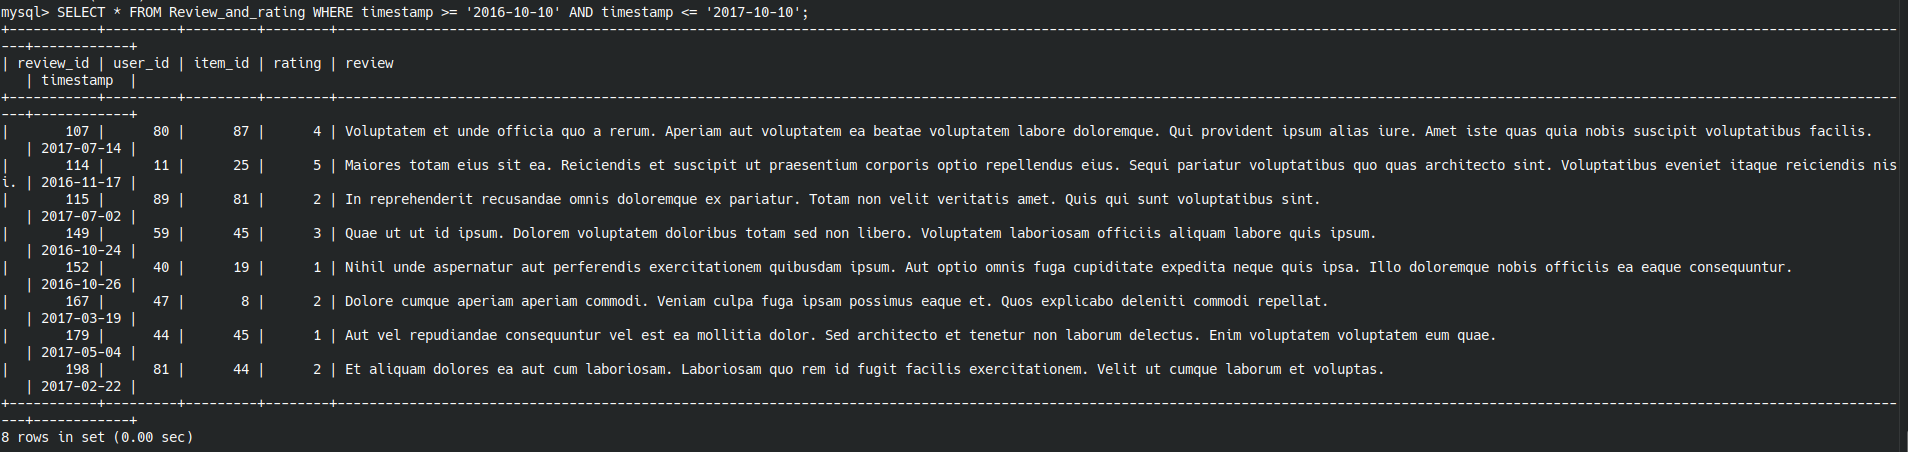 mysql> SELECT * FROM Review_and_rating WHERE timestamp >= '2016-10-10' AND timestamp <= '2017-10-10';
| review_id | user_id | item_id | rating | review
| timestamp |
| 107 | 80 | 87 | 4 | Voluptatem et unde officia quo a rerum. Aperiam aut voluptatem ea beatae voluptatem labore doloremque. Qui provident ipsum alias iure. Amet iste quas quia nobis suscipit voluptatibus facilis.
| 2017-07-14 |
| 114 | 11 | 25 | 5 | Maiores totam eius sit ea. Reiciendis et suscipit ut praesentium corporis optio repellendus eius. Sequi pariatur voluptatibus quo quas architecto sint. Voluptatibus eveniet itaque reiciendis nis
i. | 2016-11-17 |
| 115 | 89 | 81 | 2 | In reprehenderit recusandae omnis doloremque ex pariatur. Totam non velit veritatis amet. Quis qui sunt voluptatibus sint.
| 2017-07-02 |
| 149 | 59 | 45 | 3 | Quae ut ut id ipsum. Dolorem voluptatem doloribus totam sed non libero. Voluptatem laboriosam officiis aliquam labore quis ipsum.
| 2016-10-24 |
| 152 | 40 | 19 | 1 | Nihil unde aspernatur aut perferendis exercitationem quibusdam ipsum. Aut optio omnis fuga cupiditate expedita neque quis ipsa. Illo doloremque nobis officiis ea eaque consequuntur.
| 2016-10-26 |
| 167 | 47 | 8 | 2 | Dolore cumque aperiam aperiam commodi. Veniam culpa fuga ipsam possimus eaque et. Quos explicabo deleniti commodi repellat.
| 2017-03-19 |
| 179 | 44 | 45 | 1 | Aut vel repudiandae consequuntur vel est ea mollitia dolor. Sed architecto et tenetur non laborum delectus. Enim voluptatem voluptatem eum quae.
| 2017-05-04 |
| 198 | 81 | 44 | 2 | Et aliquam dolores ea aut cum laboriosam. Laboriosam quo rem id fugit facilis exercitationem. Velit ut cumque laborum et voluptas.
| 2017-02-22 |
8 rows in set (0.00 sec)